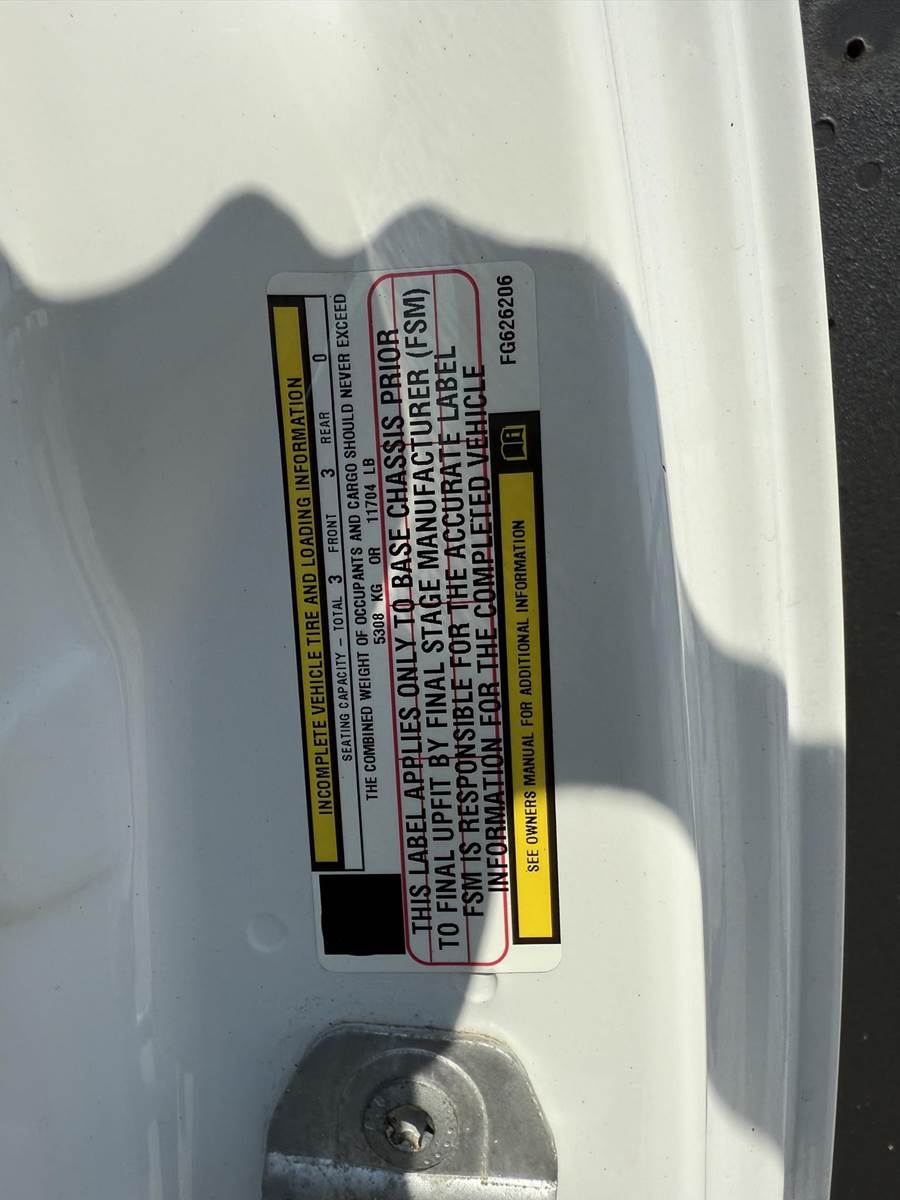 INCOMPLETE VEHICLE TIRE AND LOADING INFORMATION
SEATING CAPACITY - TOTAL 3 FRONT 3 REAR 0
THE COMBINED WEIGHT OF OCCUPANTS AND CARGO SHOULD NEVER EXCEED
5308 KG OR 11704 LB
THIS LABEL APPLIES ONLY TO BASE CHASSIS PRIOR
TO FINAL UPFIT BY FINAL STAGE MANUFACTURER (FSM)
FSM IS RESPONSIBLE FOR THE ACCURATE LABEL
INFORMATION FOR THE COMPLETED VEHICLE
SEE OWNERS MANUAL FOR ADDITIONAL INFORMATION
FG626206